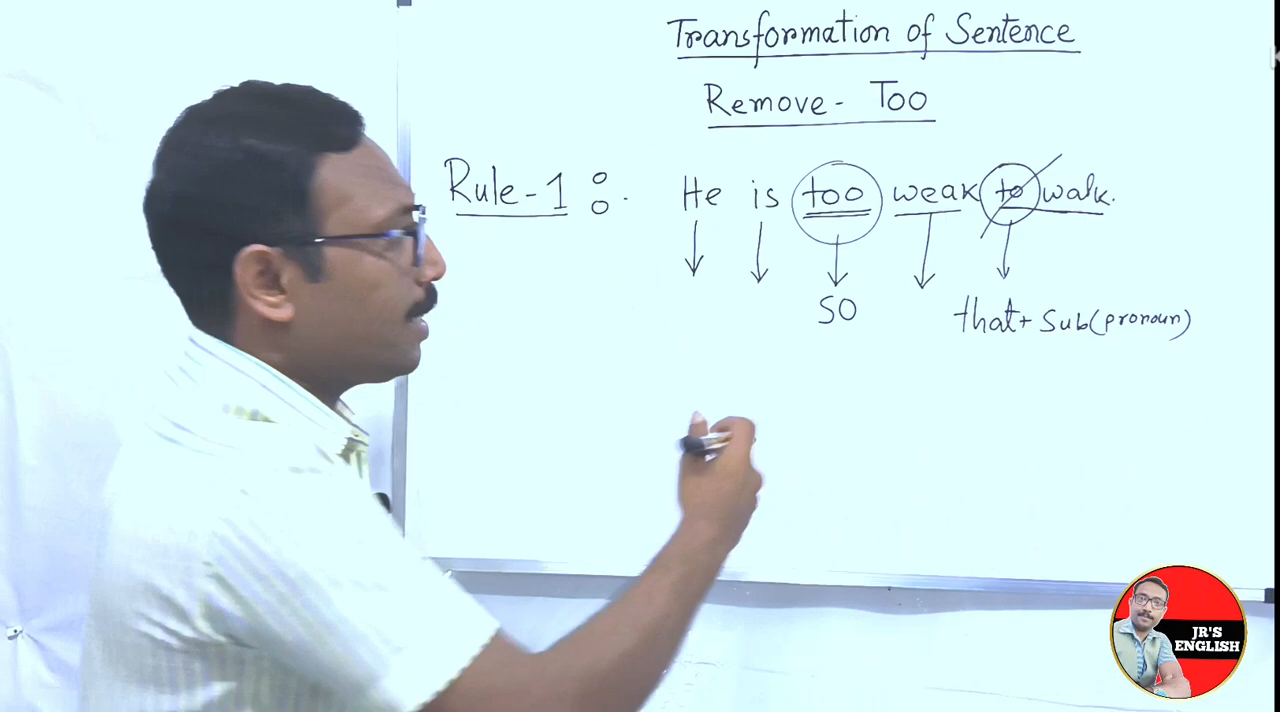 Transformation of Sentence
Remove - Too
Rule-1 : He is too weak to walk.
so that + Sub(pronoun)
JR'S
ENGLISH